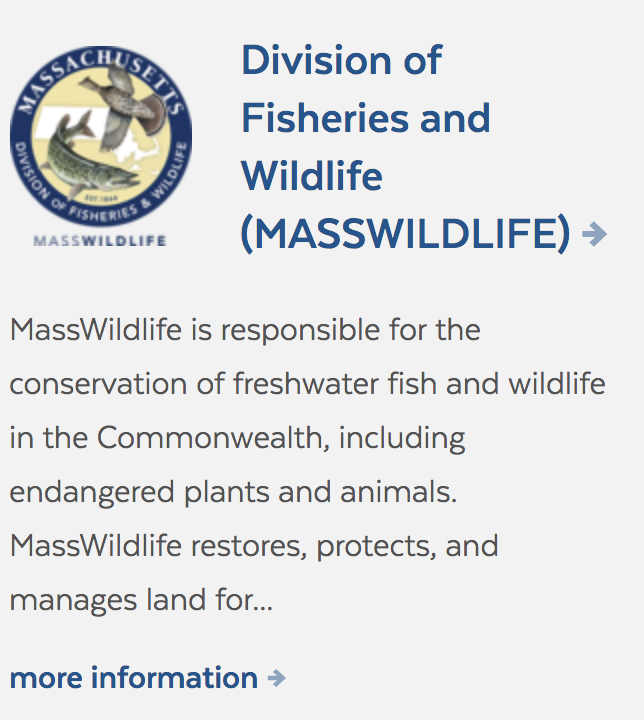 MASSACHUSETTS
DIVISION OF FISHERIES & WILDLIFE
EST. 1866
MASSWILDLIFE
Division of
Fisheries and
Wildlife
(MASSWILDLIFE)
MassWildlife is responsible for the
conservation of freshwater fish and wildlife
in the Commonwealth, including
endangered plants and animals.
MassWildlife restores, protects, and
manages land for...
more information